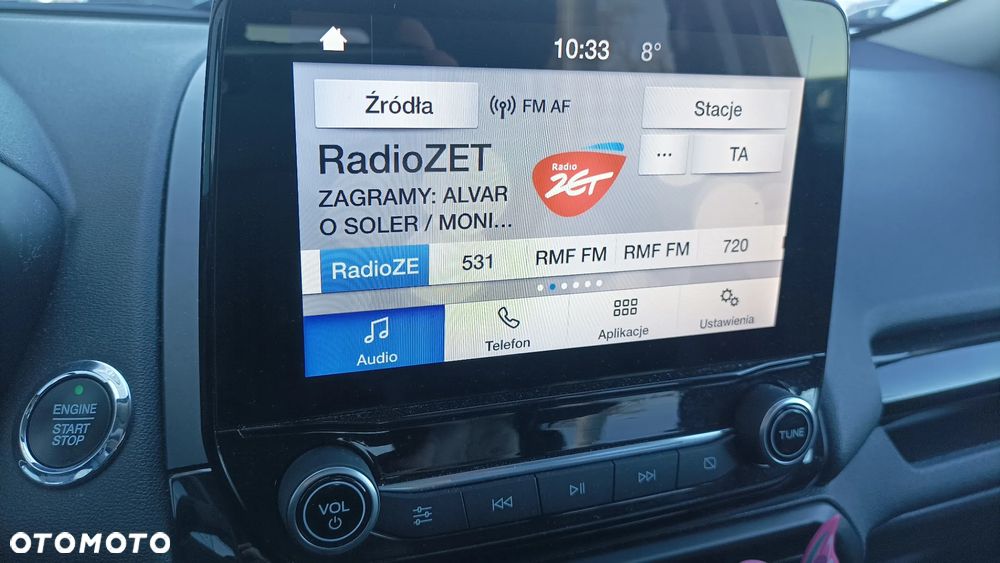 10:33 8°
Źródła
FM AF
Stacje
RadioZET
Radio
ZET
...
TA
ZAGRAMY: ALVAR
O SOLER / MONI...
RadioZE
531
RMF FM
RMF FM
720
Audio
Telefon
Aplikacje
Ustawienia
ENGINE
START
STOP
VOL
TUNE
OTOMOTO